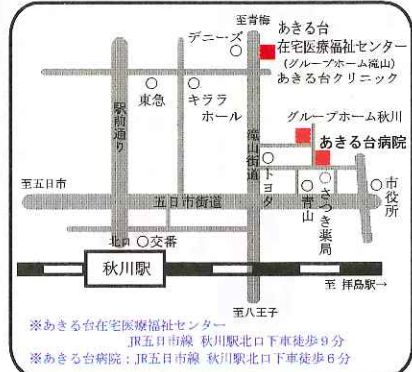 至青梅
あきる台
在宅医療福祉センター
(グループホーム滝山)
あきる台クリニック
デニーズ
東急
キララ
ホール
駅前通り
滝山街道
グループホーム秋川
あきる台病院
トヨタ
青山
さつき薬局
市役所
至五日市
五日市街道
北口
交番
秋川駅
至 拝島駅→
至八王子
※あきる台在宅医療福祉センター
JR五日市線 秋川駅北口下車徒歩9分
※あきる台病院:JR五日市線 秋川駅北口下車徒歩6分